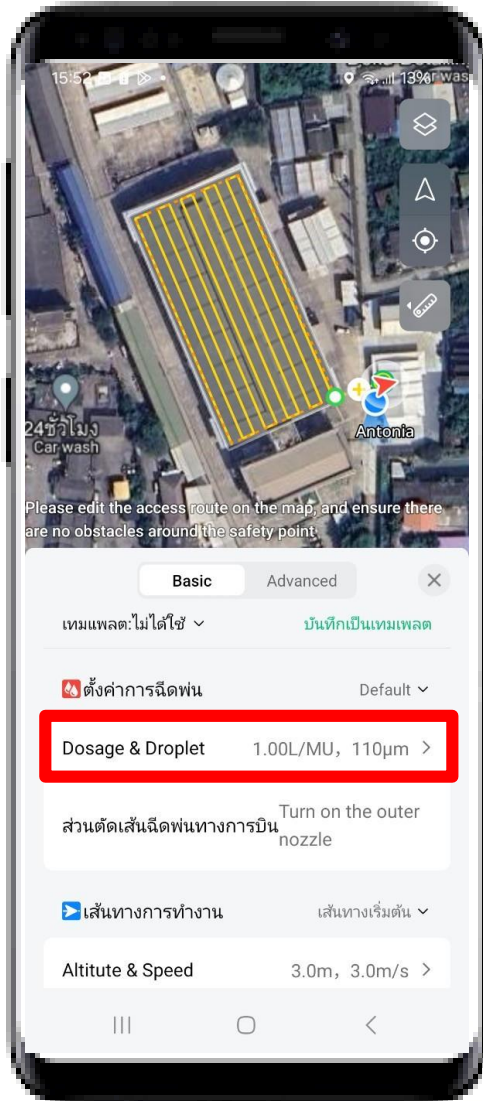 15:52
13%
24ชั่วโมง
Car wash
Antonia
Please edit the access route on the map, and ensure there
are no obstacles around the safety point
Basic Advanced
เทมแพลต:ไม่ได้ใช้ บันทึกเป็นเทมเพลต
ตั้งค่าการฉีดพ่น Default
Dosage & Droplet 1.00L/MU, 110μm
ส่วนตัดเส้นฉีดพ่นทางการบิน Turn on the outer
nozzle
เส้นทางการทำงาน เส้นทางเริ่มต้น
Altitute & Speed 3.0m, 3.0m/s